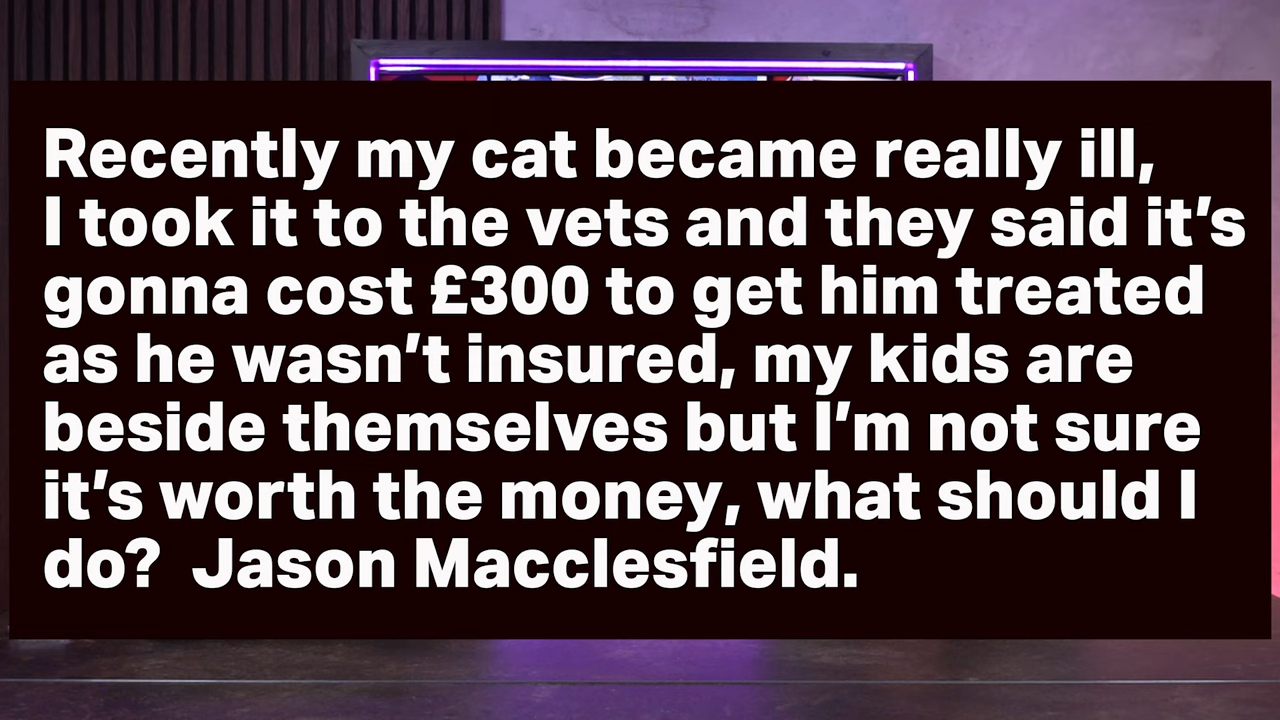 Recently my cat became really ill,
I took it to the vets and they said it’s
gonna cost £300 to get him treated
as he wasn’t insured, my kids are
beside themselves but I’m not sure
it’s worth the money, what should I
do?  Jason Macclesfield.